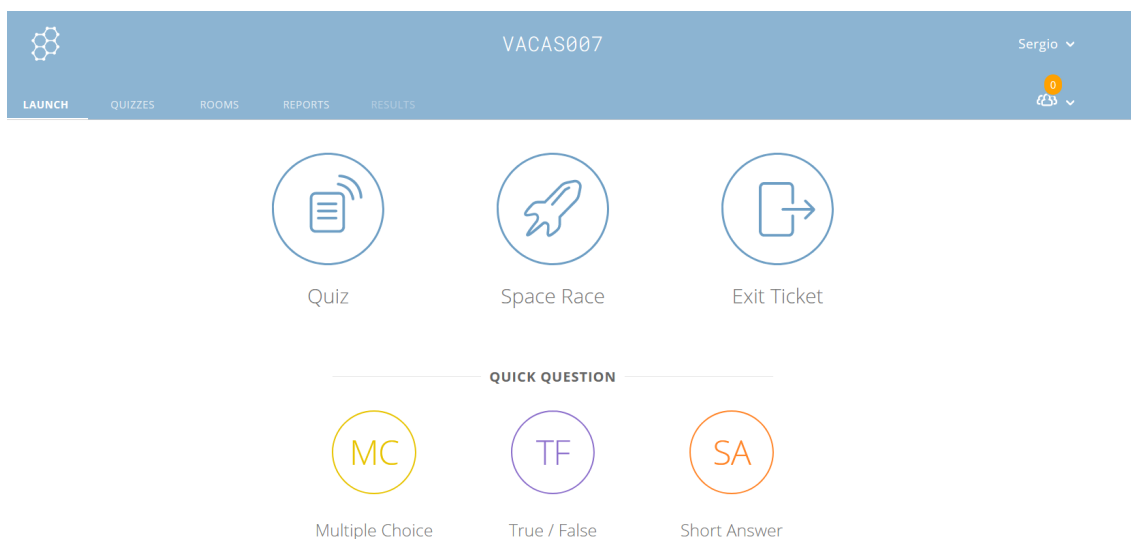 VACAS007
Sergio
0
LAUNCH QUIZZES ROOMS REPORTS RESULTS
Quiz Space Race Exit Ticket
QUICK QUESTION
MC TF SA
Multiple Choice True / False Short Answer